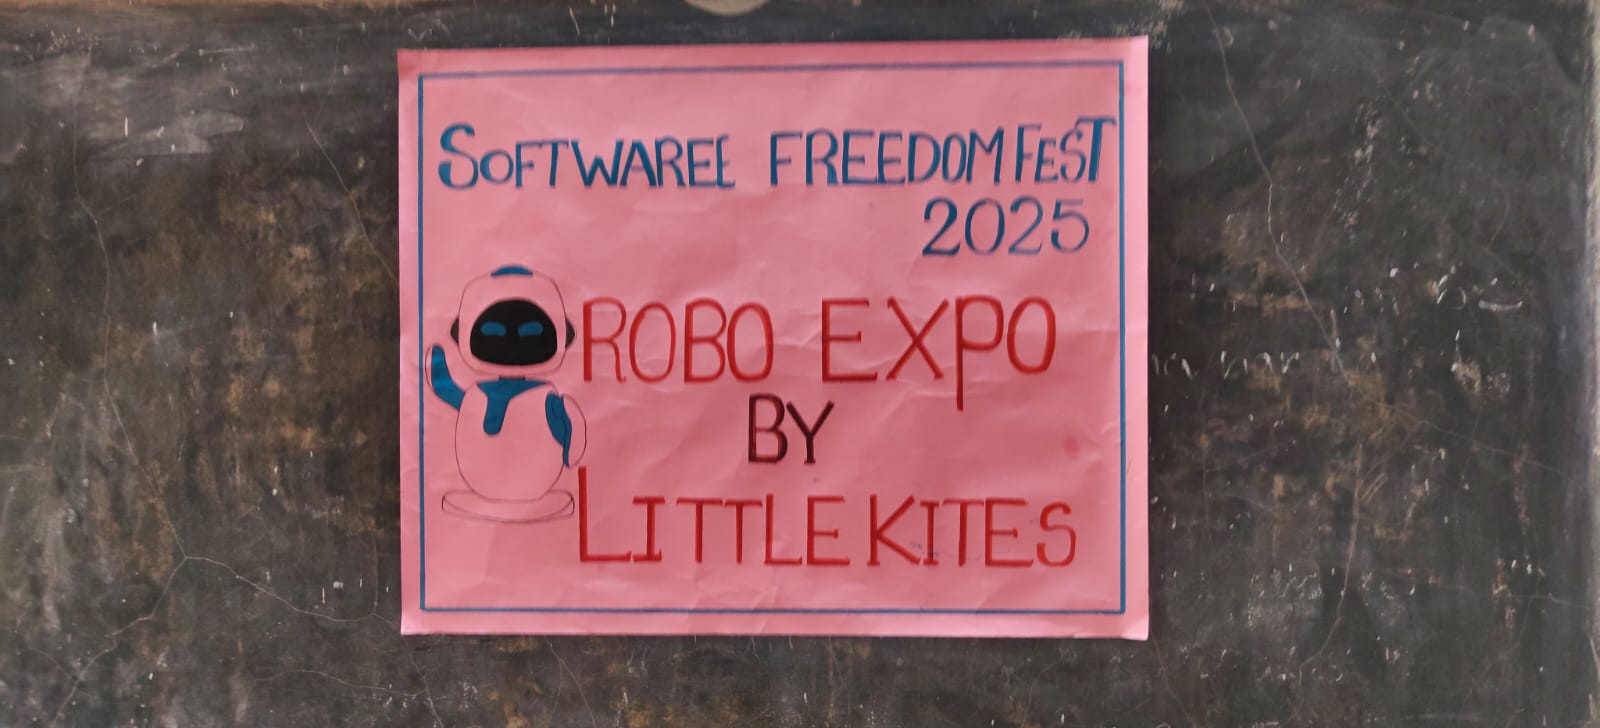 SOFTWAREE FREEDOM FEST
2025
ROBO EXPO
BY
LITTLE KITES